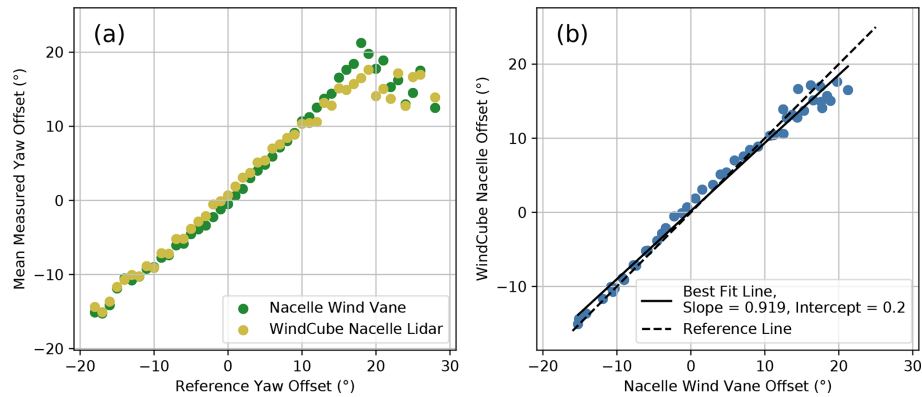 (a)
Mean Measured Yaw Offset (°)
20
10
0
−10
−20
Nacelle Wind Vane
WindCube Nacelle Lidar
−20 −10 0 10 20 30
Reference Yaw Offset (°)
(b)
WindCube Nacelle Offset (°)
20
10
0
−10
Best Fit Line,
Slope = 0.919, Intercept = 0.2
Reference Line
−20 −10 0 10 20 30
Nacelle Wind Vane Offset (°)